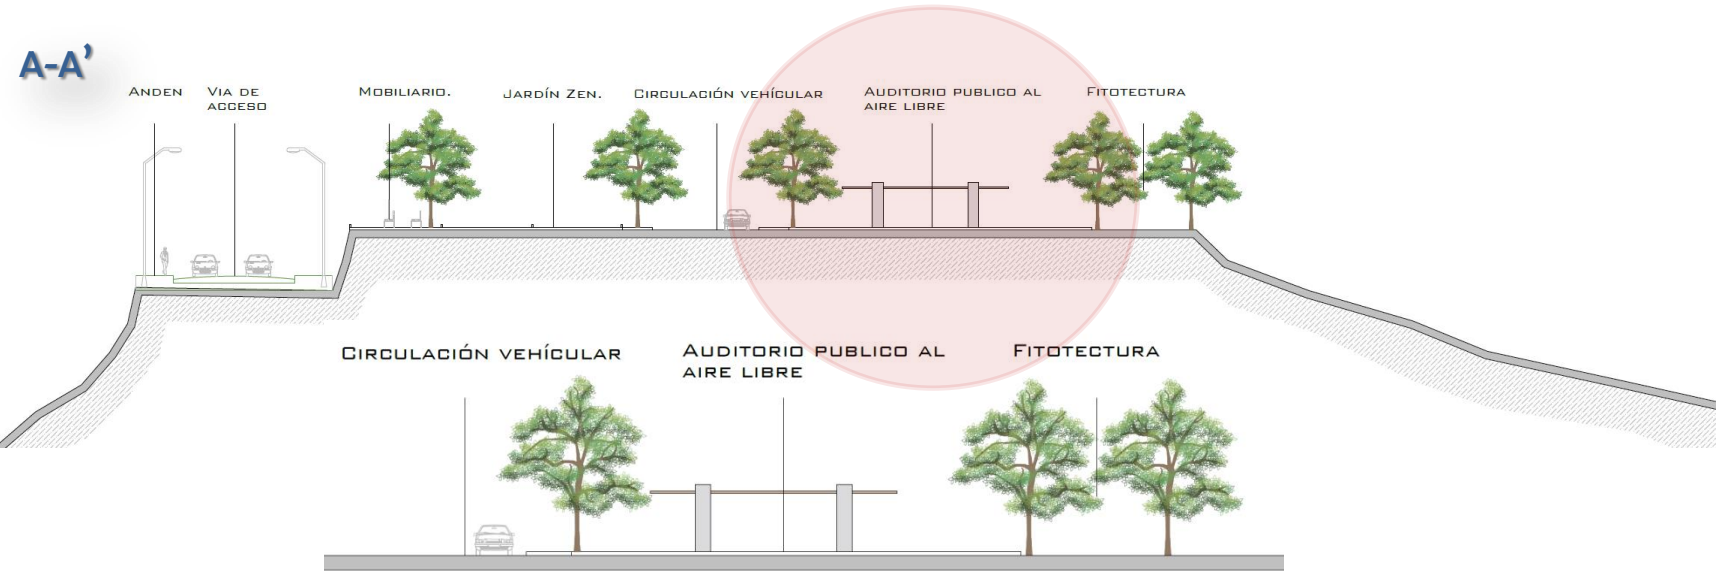 A-A’
ANDEN
VIA DE
ACCESO
MOBILIARIO.
JARDÍN ZEN.
CIRCULACIÓN VEHÍCULAR
AUDITORIO PUBLICO AL
AIRE LIBRE
FITOTECTURA
CIRCULACIÓN VEHÍCULAR
AUDITORIO PUBLICO AL
AIRE LIBRE
FITOTECTURA